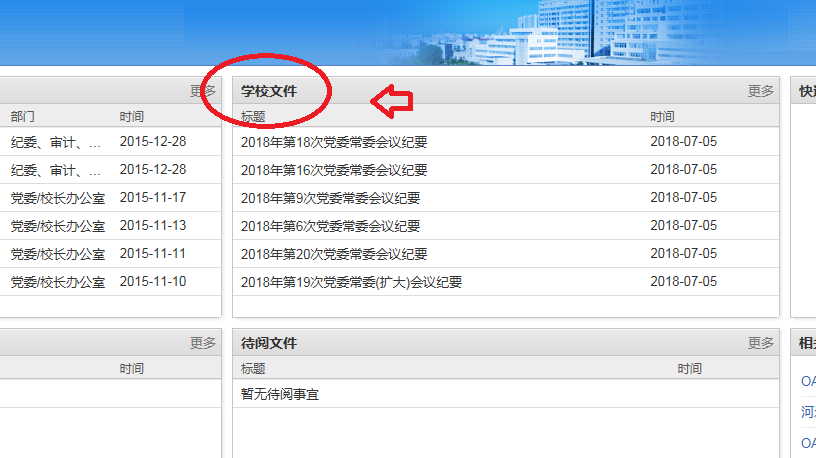 更多
部门 时间
纪委、审计、... 2015-12-28
纪委、审计、... 2015-12-28
党委/校长办公室 2015-11-17
党委/校长办公室 2015-11-13
党委/校长办公室 2015-11-11
党委/校长办公室 2015-11-10
学校文件 更多
标题 时间
2018年第18次党委常委会议纪要 2018-07-05
2018年第16次党委常委会议纪要 2018-07-05
2018年第9次党委常委会议纪要 2018-07-05
2018年第6次党委常委会议纪要 2018-07-05
2018年第20次党委常委会议纪要 2018-07-05
2018年第19次党委常委(扩大)会议纪要 2018-07-05
更多
时间
待阅文件 更多
标题 时间
暂无待阅事宜
OA
OA